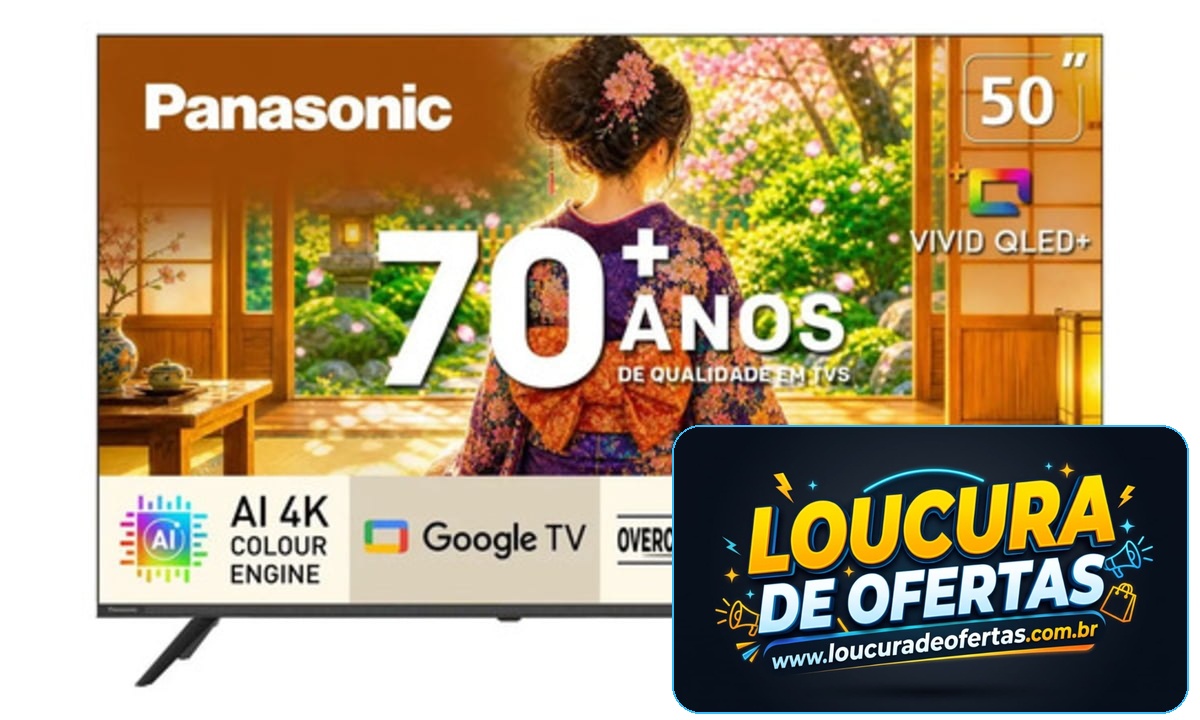 Panasonic
50"
VIVID QLED+
70+ ANOS
DE QUALIDADE EM TVS
AI
AI 4K
COLOUR
ENGINE
Google TV
Panasonic
LOUCURA
DE OFERTAS
www.loucuradeofertas.com.br